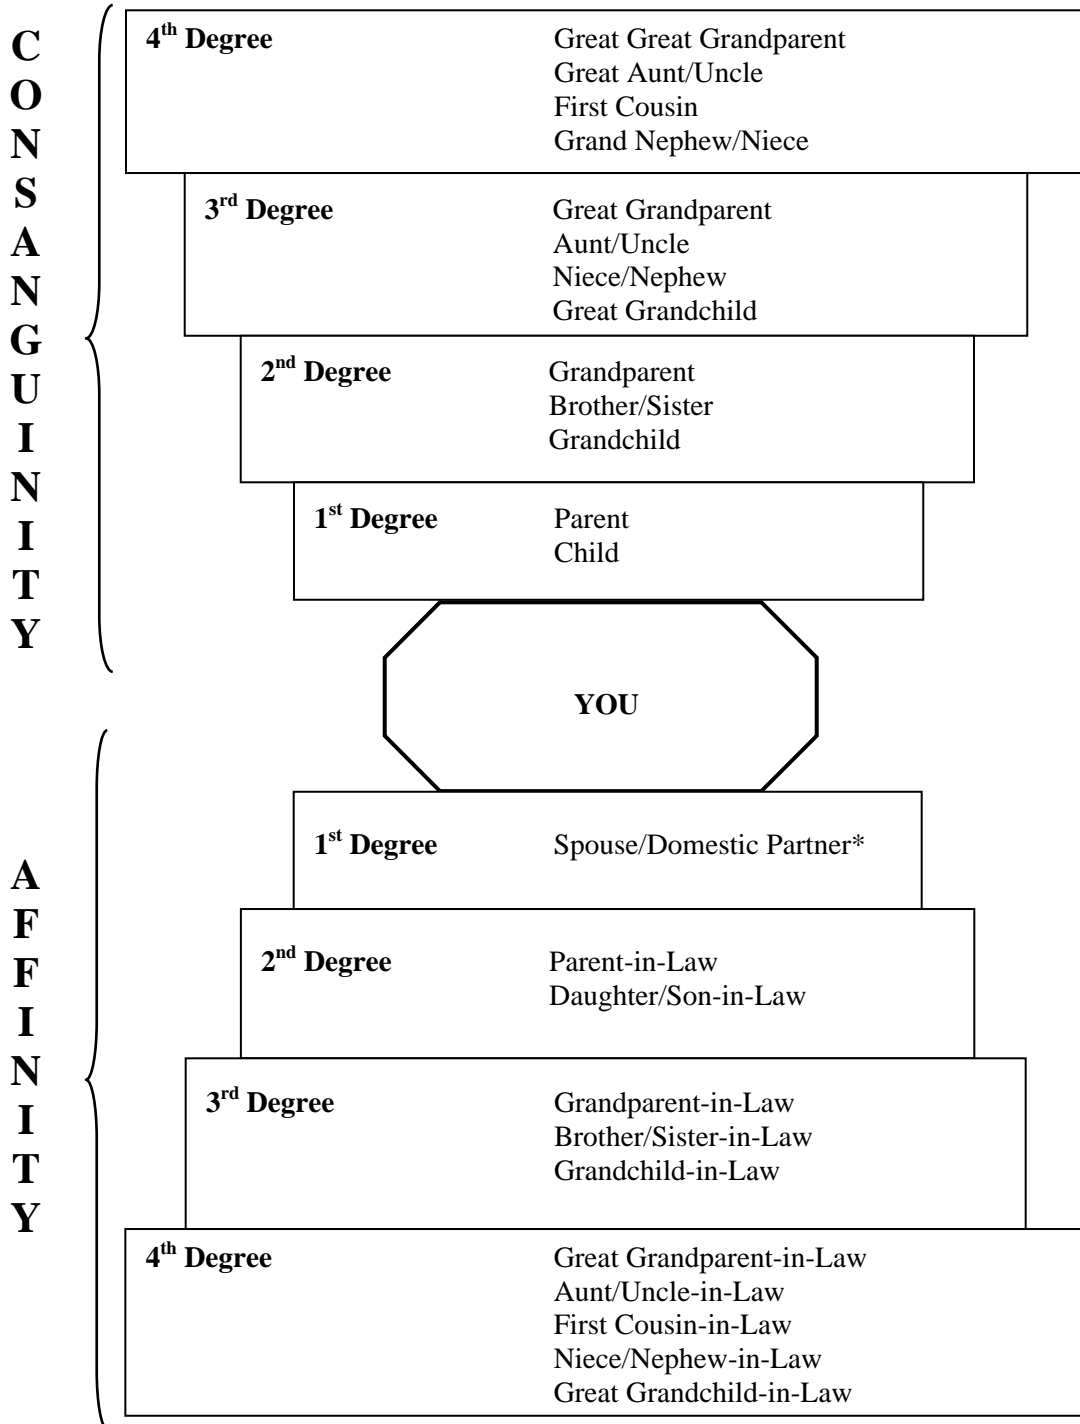 CONSANGUINITY
4th Degree
Great Great Grandparent
Great Aunt/Uncle
First Cousin
Grand Nephew/Niece
3rd Degree
Great Grandparent
Aunt/Uncle
Niece/Nephew
Great Grandchild
2nd Degree
Grandparent
Brother/Sister
Grandchild
1st Degree
Parent
Child
YOU
AFFINITY
1st Degree
Spouse/Domestic Partner*
2nd Degree
Parent-in-Law
Daughter/Son-in-Law
3rd Degree
Grandparent-in-Law
Brother/Sister-in-Law
Grandchild-in-Law
4th Degree
Great Grandparent-in-Law
Aunt/Uncle-in-Law
First Cousin-in-Law
Niece/Nephew-in-Law
Great Grandchild-in-Law